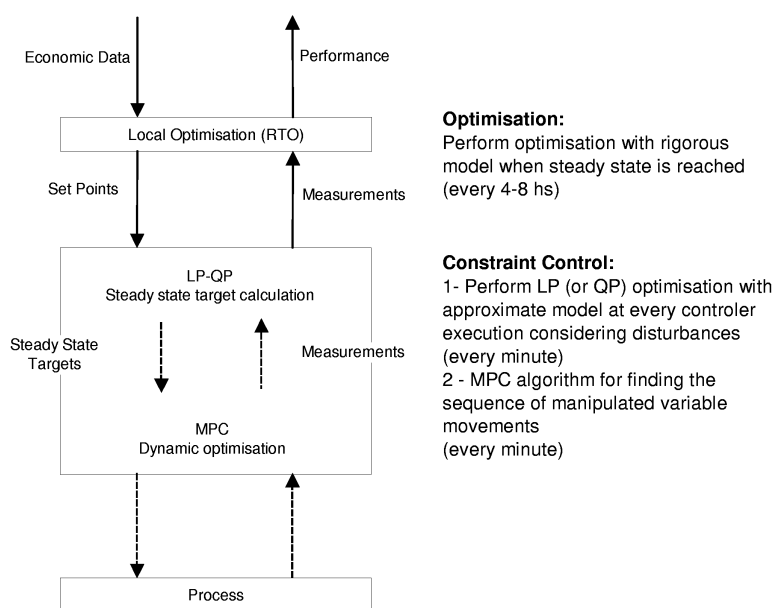 Economic Data
Performance
Local Optimisation (RTO)
Set Points
Measurements
LP-QP
Steady state target calculation
Steady State
Targets
Measurements
MPC
Dynamic optimisation
Process
Optimisation:
Perform optimisation with rigorous
model when steady state is reached
(every 4-8 hs)
Constraint Control:
1- Perform LP (or QP) optimisation with
approximate model at every controler
execution considering disturbances
(every minute)
2 - MPC algorithm for finding the
sequence of manipulated variable
movements
(every minute)